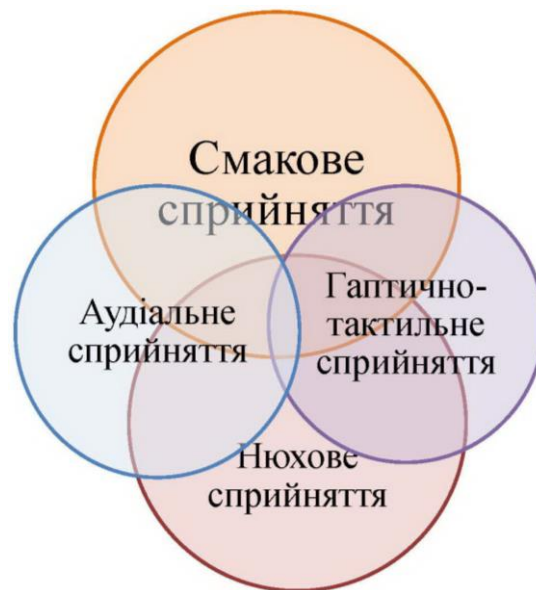 Смакове
сприйняття
Аудіальне
сприйняття
Гаптично-
тактильне
сприйняття
Нюхове
сприйняття